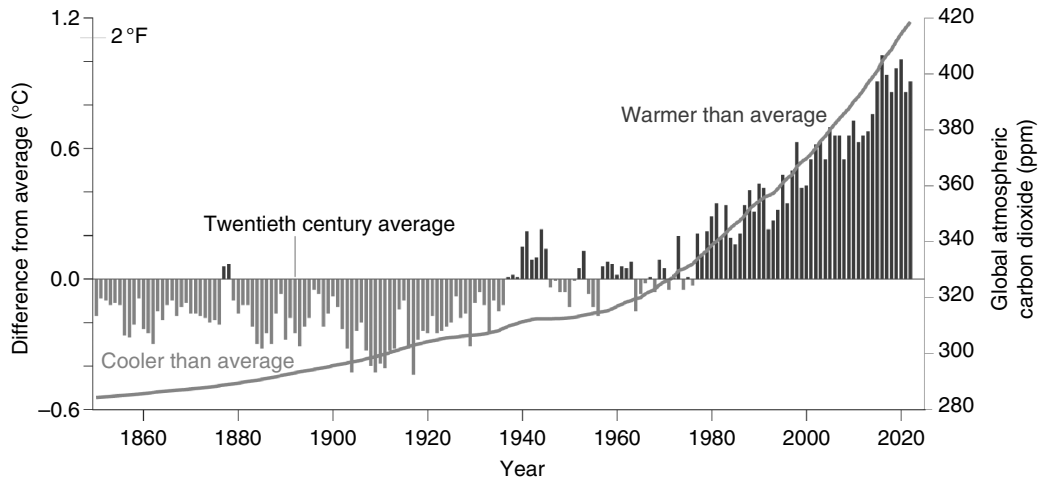 1.2
2 °F
0.6
0.0
−0.6
Difference from average (°C)
Warmer than average
Twentieth century average
Cooler than average
420
400
380
360
340
320
300
280
Global atmospheric
carbon dioxide (ppm)
1860
1880
1900
1920
1940
1960
1980
2000
2020
Year